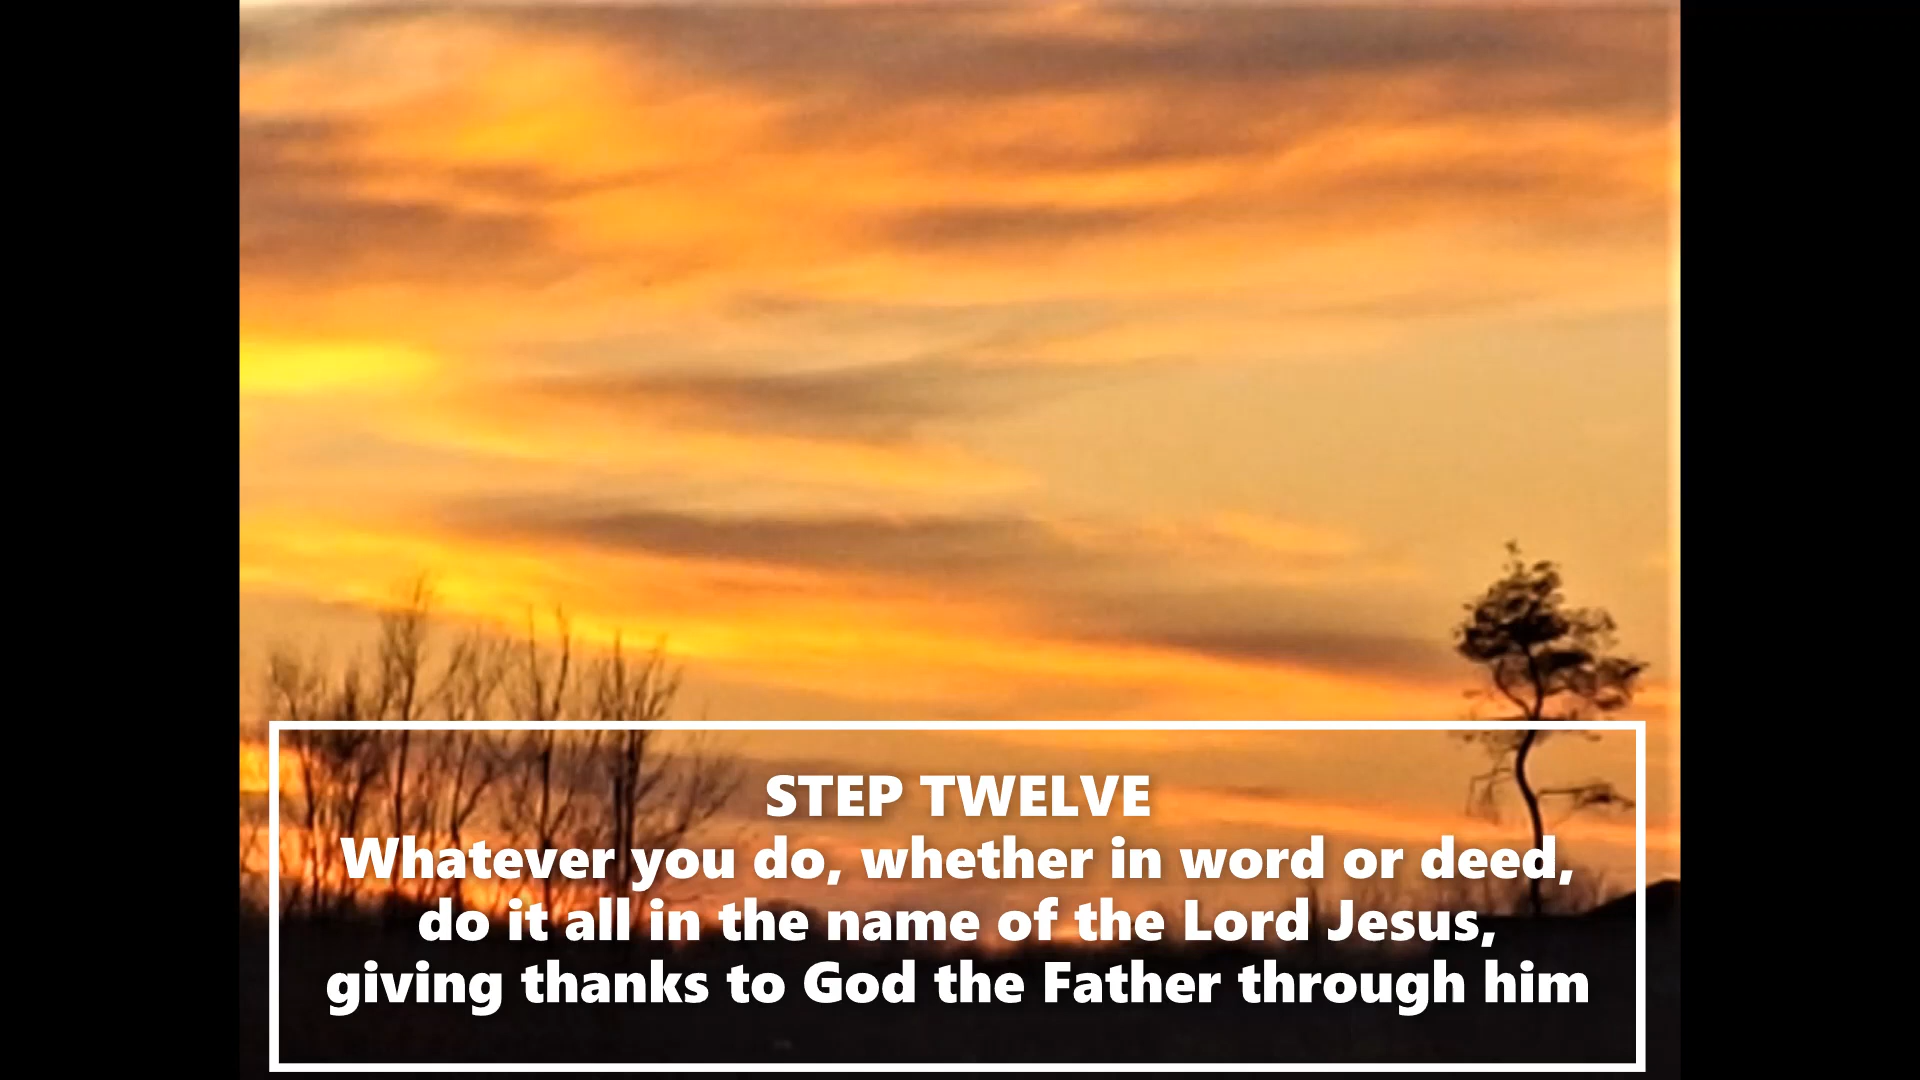 STEP TWELVE
Whatever you do, whether in word or deed,
do it all in the name of the Lord Jesus,
giving thanks to God the Father through him